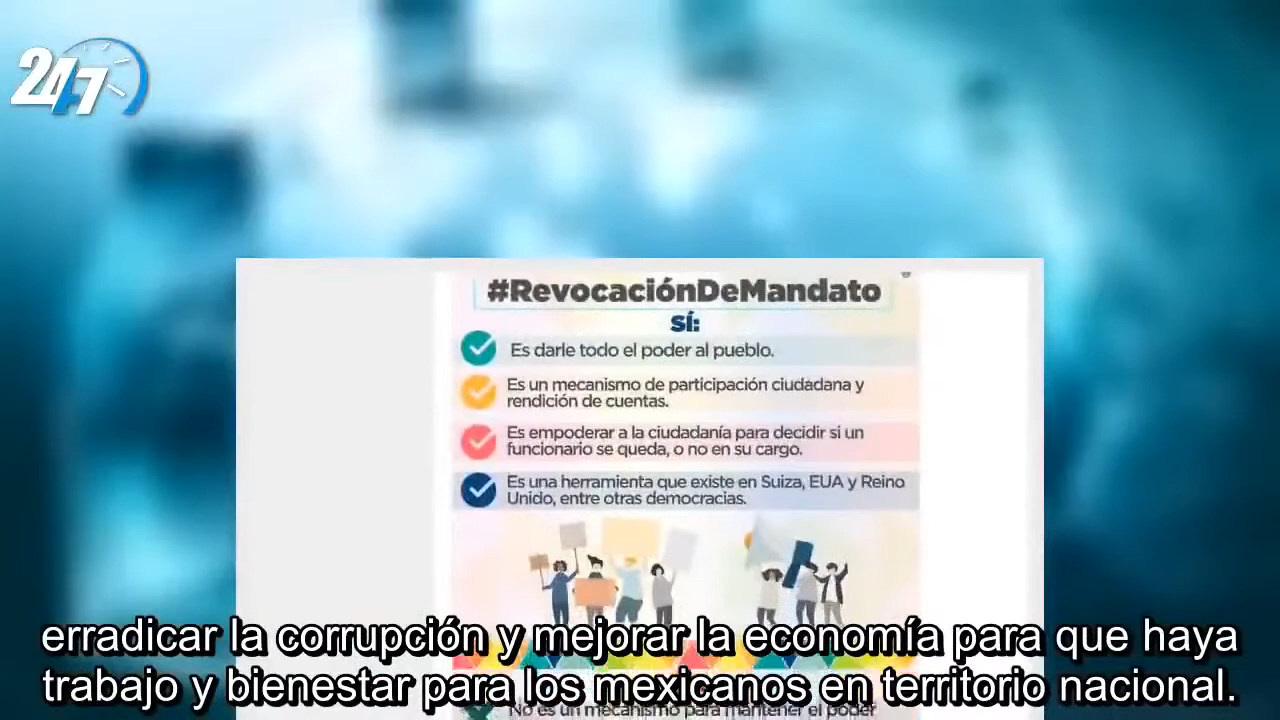 24/7
#RevocaciónDeMandato
SÍ:
Es darle todo el poder al pueblo.
Es un mecanismo de participación ciudadana y
rendición de cuentas.
Es empoderar a la ciudadanía para decidir si un
funcionario se queda, o no en su cargo.
Es una herramienta que existe en Suiza, EUA y Reino
Unido, entre otras democracias.
erradicar la corrupción y mejorar la economía para que haya
trabajo y bienestar para los mexicanos en territorio nacional.
No es un mecanismo para mantener el poder